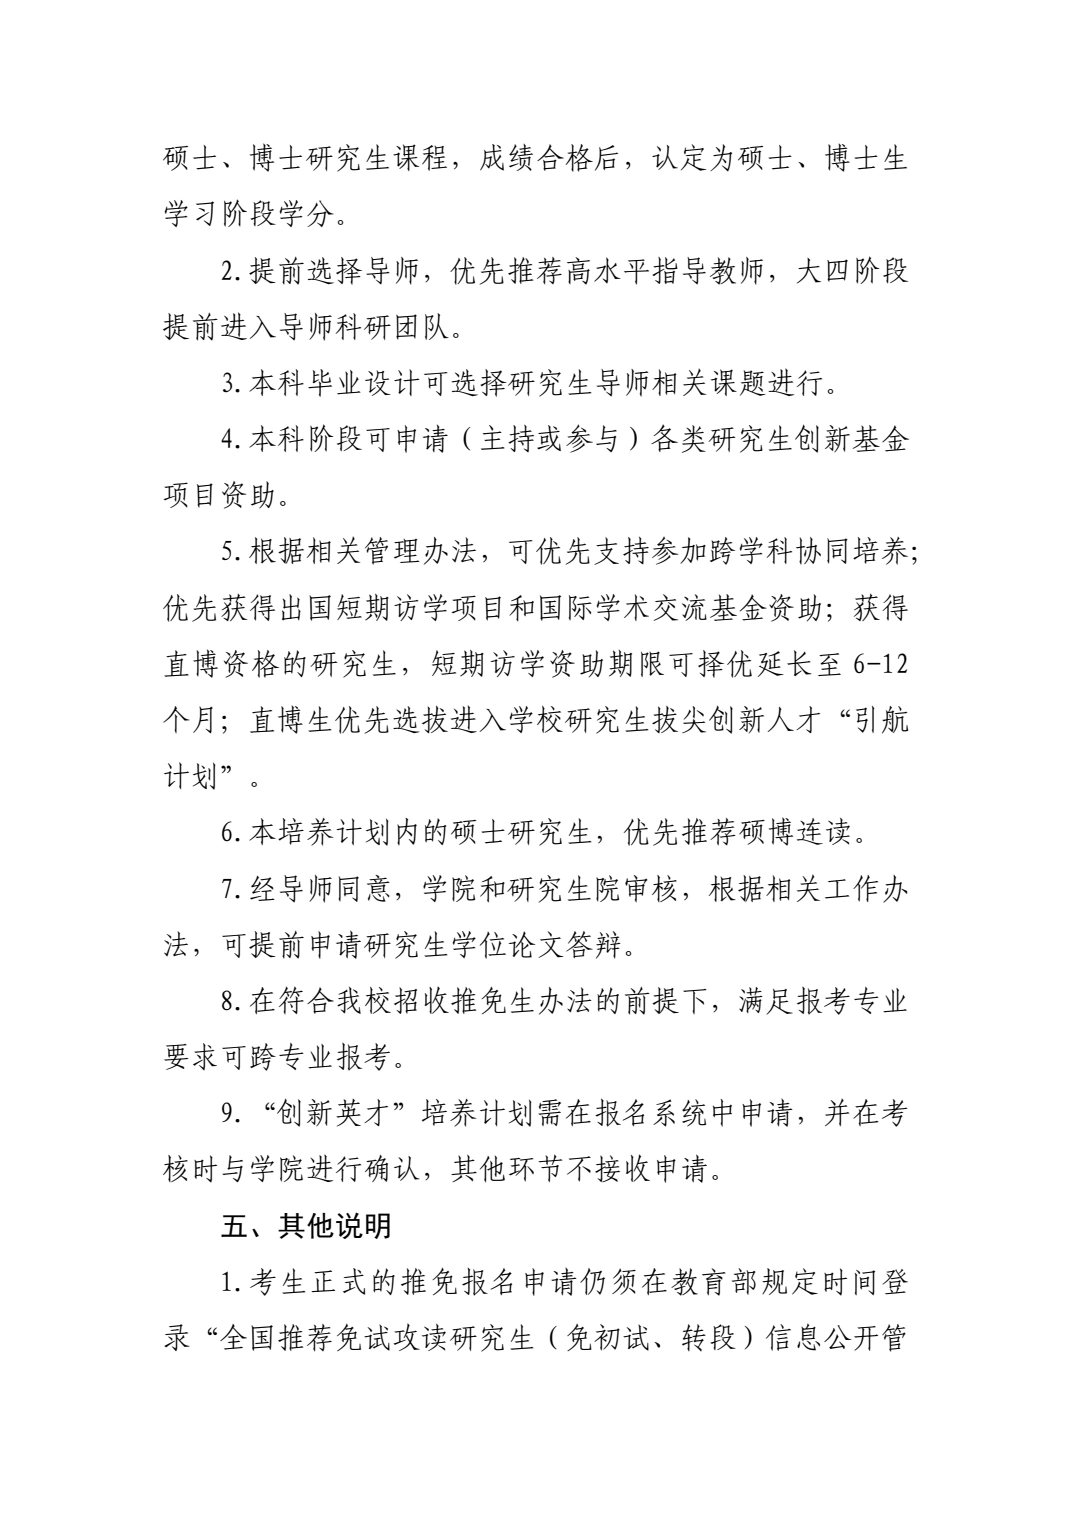 硕士、博士研究生课程，成绩合格后，认定为硕士、博士生
学习阶段学分。
2.提前选择导师，优先推荐高水平指导教师，大四阶段
提前进入导师科研团队。
3.本科毕业设计可选择研究生导师相关课题进行。
4.本科阶段可申请（主持或参与）各类研究生创新基金
项目资助。
5.根据相关管理办法，可优先支持参加跨学科协同培养；
优先获得出国短期访学项目和国际学术交流基金资助；获得
直博资格的研究生，短期访学资助期限可择优延长至 6-12
个月；直博生优先选拔进入学校研究生拔尖创新人才“引航
计划”。
6.本培养计划内的硕士研究生，优先推荐硕博连读。
7.经导师同意，学院和研究生院审核，根据相关工作办
法，可提前申请研究生学位论文答辩。
8.在符合我校招收推免生办法的前提下，满足报考专业
要求可跨专业报考。
9.“创新英才”培养计划需在报名系统中申请，并在考
核时与学院进行确认，其他环节不接收申请。
五、其他说明
1.考生正式的推免报名申请仍须在教育部规定时间登
录“全国推荐免试攻读研究生（免初试、转段）信息公开管